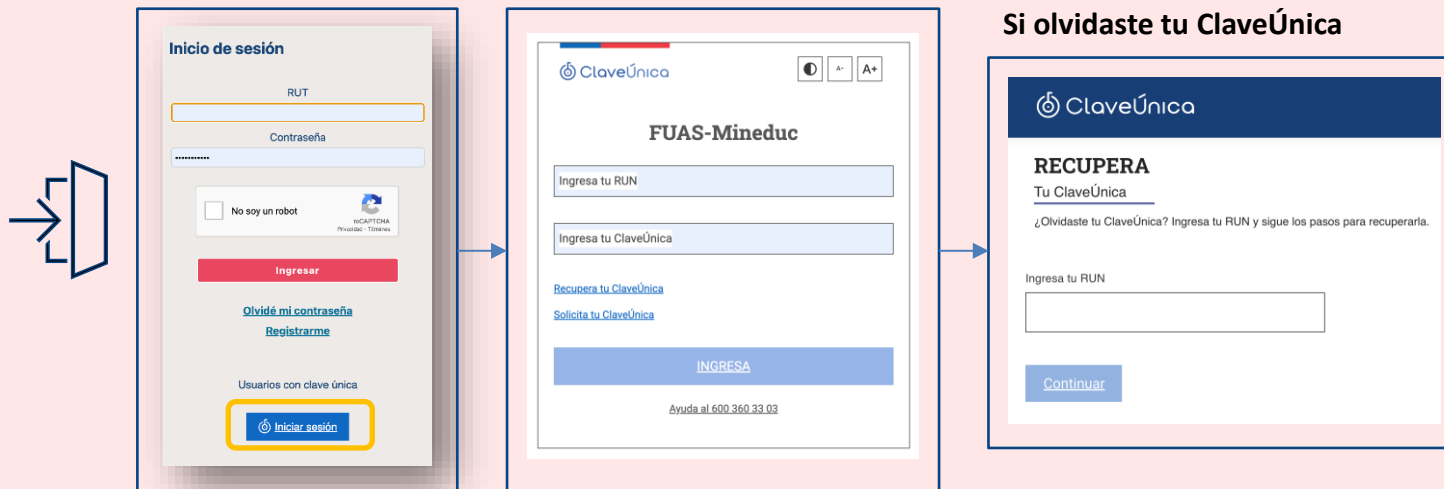 Inicio de sesión
RUT
Contraseña
No soy un robot
reCAPTCHA
Privacidad - Términos
Ingresar
Olvidé mi contraseña
Registrarme
Usuarios con clave única
Iniciar sesión
ClaveÚnica
A-
A+
FUAS-Mineduc
Ingresa tu RUN
Ingresa tu ClaveÚnica
Recupera tu ClaveÚnica
Solicita tu ClaveÚnica
INGRESA
Ayuda al 600 360 33 03
Si olvidaste tu ClaveÚnica
ClaveÚnica
RECUPERA
Tu ClaveÚnica
¿Olvidaste tu ClaveÚnica? Ingresa tu RUN y sigue los pasos para recuperarla.
Ingresa tu RUN
Continuar